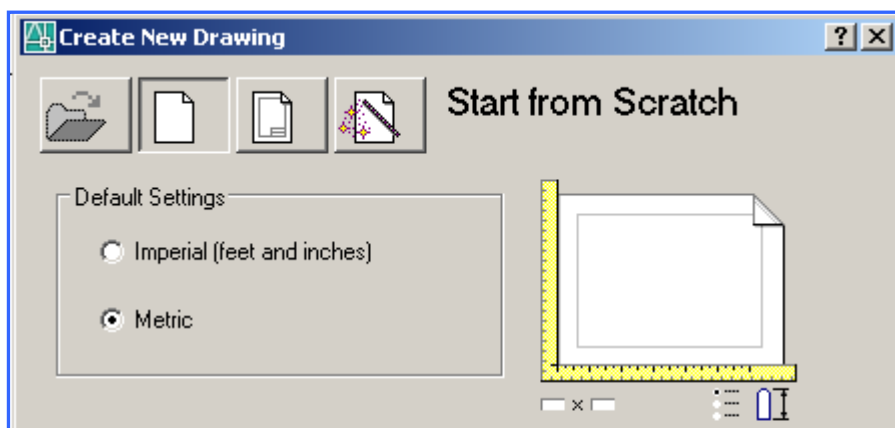 Create New Drawing
Start from Scratch
Default Settings
Imperial (feet and inches)
Metric